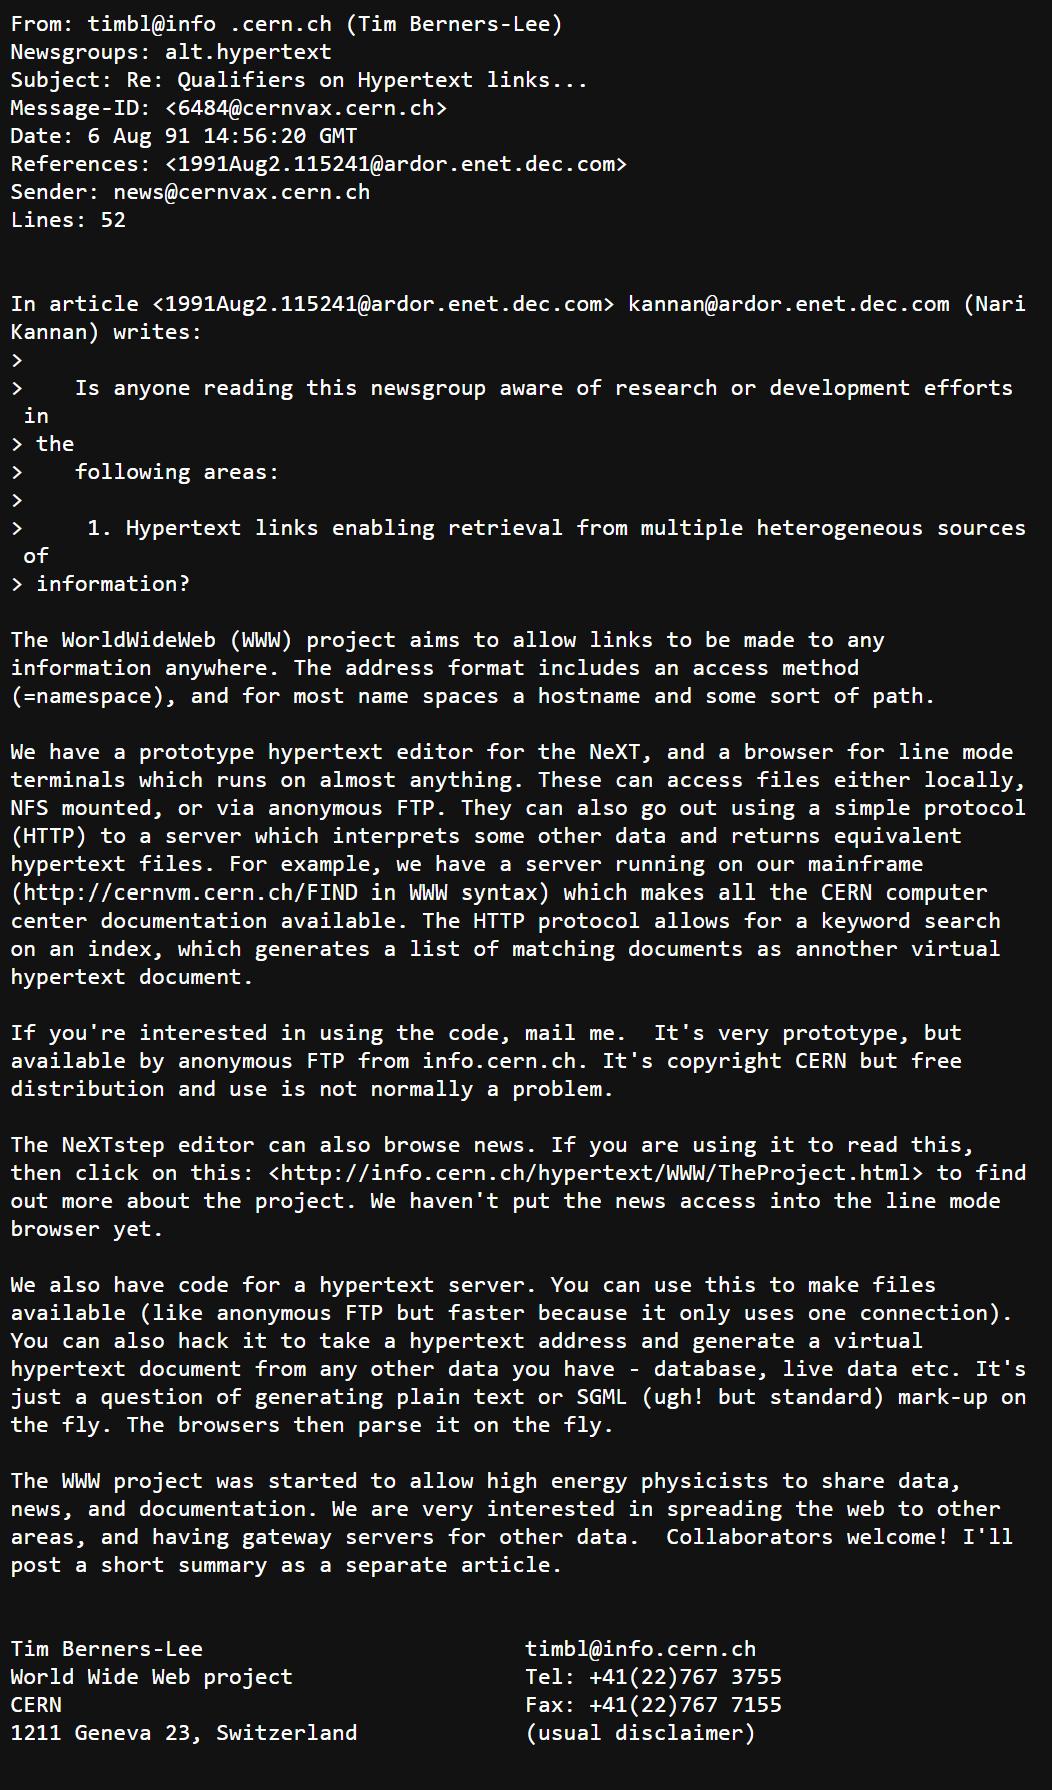 From: timbl@info .cern.ch (Tim Berners-Lee)
Newsgroups: alt.hypertext
Subject: Re: Qualifiers on Hypertext links...
Message-ID: <6484@cernvax.cern.ch>
Date: 6 Aug 91 14:56:20 GMT
References: <1991Aug2.115241@ardor.enet.dec.com>
Sender: news@cernvax.cern.ch
Lines: 52

In article <1991Aug2.115241@ardor.enet.dec.com> kannan@ardor.enet.dec.com (Nari
Kannan) writes:
>
>    Is anyone reading this newsgroup aware of research or development efforts
 in
> the
>    following areas:
>
>     1. Hypertext links enabling retrieval from multiple heterogeneous sources
 of
> information?

The WorldWideWeb (WWW) project aims to allow links to be made to any
information anywhere. The address format includes an access method
(=namespace), and for most name spaces a hostname and some sort of path.

We have a prototype hypertext editor for the NeXT, and a browser for line mode
terminals which runs on almost anything. These can access files either locally,
NFS mounted, or via anonymous FTP. They can also go out using a simple protocol
(HTTP) to a server which interprets some other data and returns equivalent
hypertext files. For example, we have a server running on our mainframe
(http://cernvm.cern.ch/FIND in WWW syntax) which makes all the CERN computer
center documentation available. The HTTP protocol allows for a keyword search
on an index, which generates a list of matching documents as annother virtual
hypertext document.

If you're interested in using the code, mail me.  It's very prototype, but
available by anonymous FTP from info.cern.ch. It's copyright CERN but free
distribution and use is not normally a problem.

The NeXTstep editor can also browse news. If you are using it to read this,
then click on this: <http://info.cern.ch/hypertext/WWW/TheProject.html> to find
out more about the project. We haven't put the news access into the line mode
browser yet.

We also have code for a hypertext server. You can use this to make files
available (like anonymous FTP but faster because it only uses one connection).
You can also hack it to take a hypertext address and generate a virtual
hypertext document from any other data you have - database, live data etc. It's
just a question of generating plain text or SGML (ugh! but standard) mark-up on
the fly. The browsers then parse it on the fly.

The WWW project was started to allow high energy physicists to share data,
news, and documentation. We are very interested in spreading the web to other
areas, and having gateway servers for other data.  Collaborators welcome! I'll
post a short summary as a separate article.

Tim Berners-Lee                         timbl@info.cern.ch
World Wide Web project                  Tel: +41(22)767 3755
CERN                                    Fax: +41(22)767 7155
1211 Geneva 23, Switzerland             (usual disclaimer)